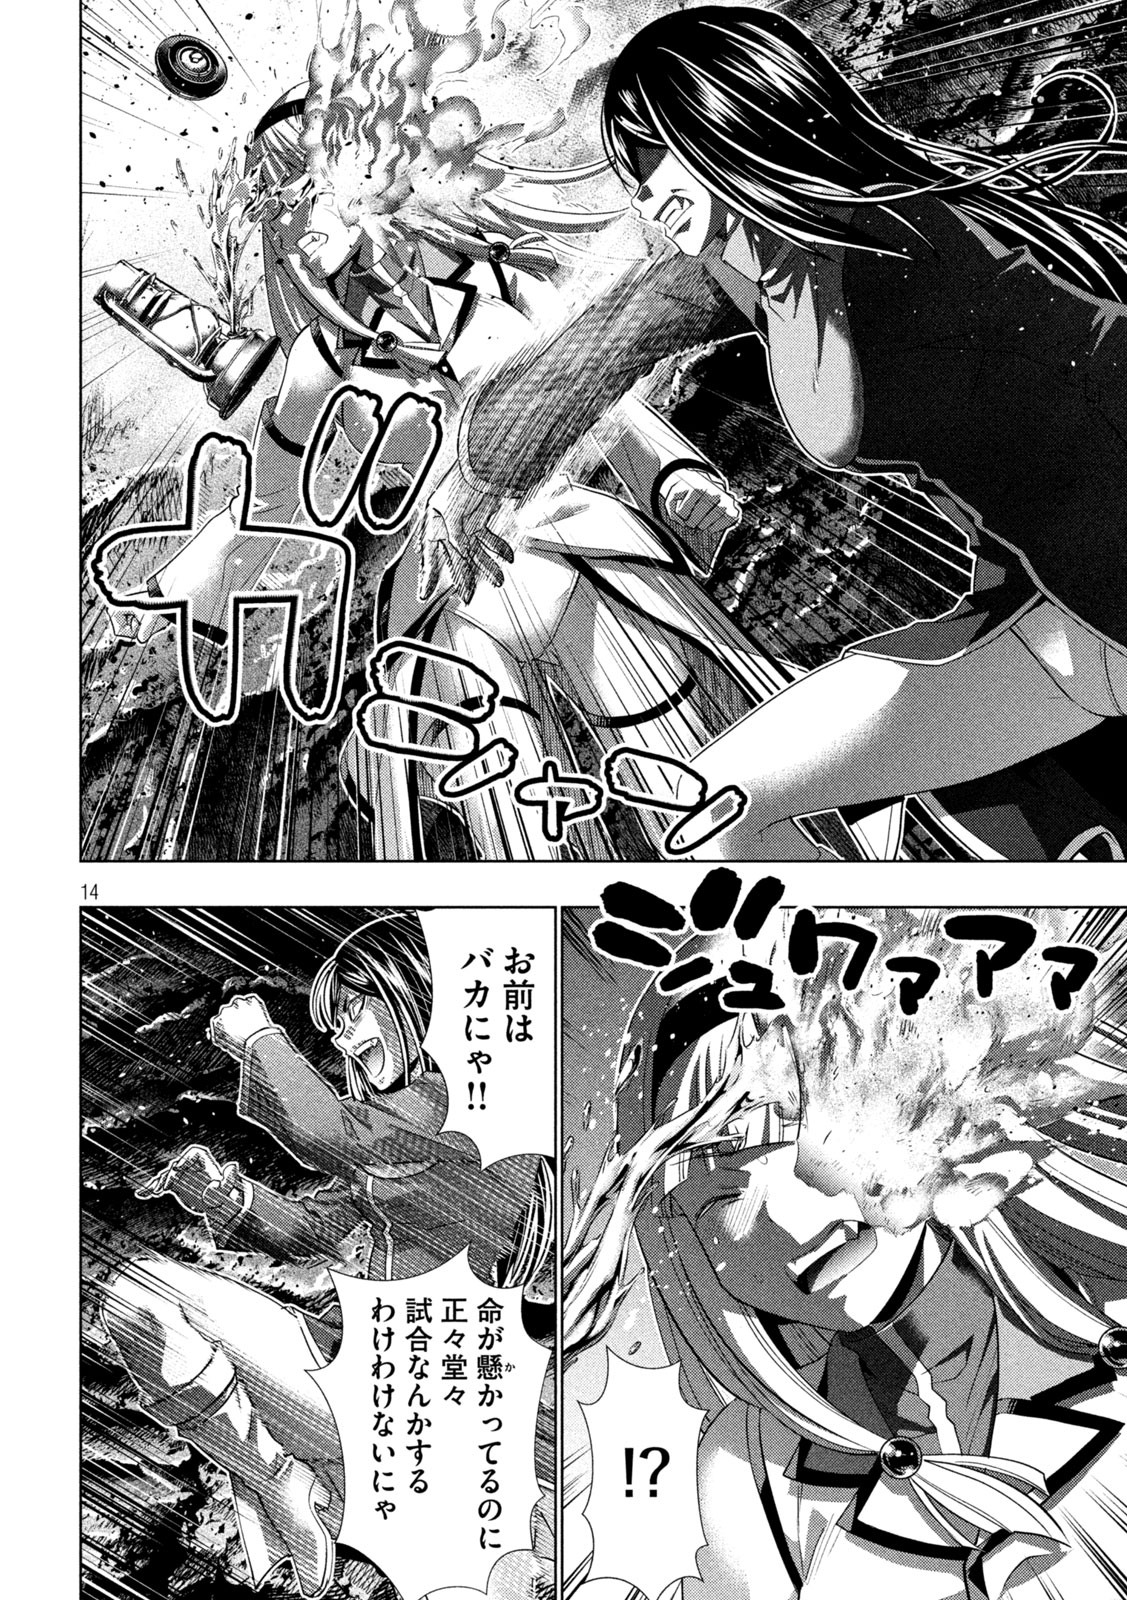 ガシャン
14
ジュワァアア
!?
お前は
バカにゃ!!
命が懸かってるのに
正々堂々
試合なんかする
わけわけないにゃ